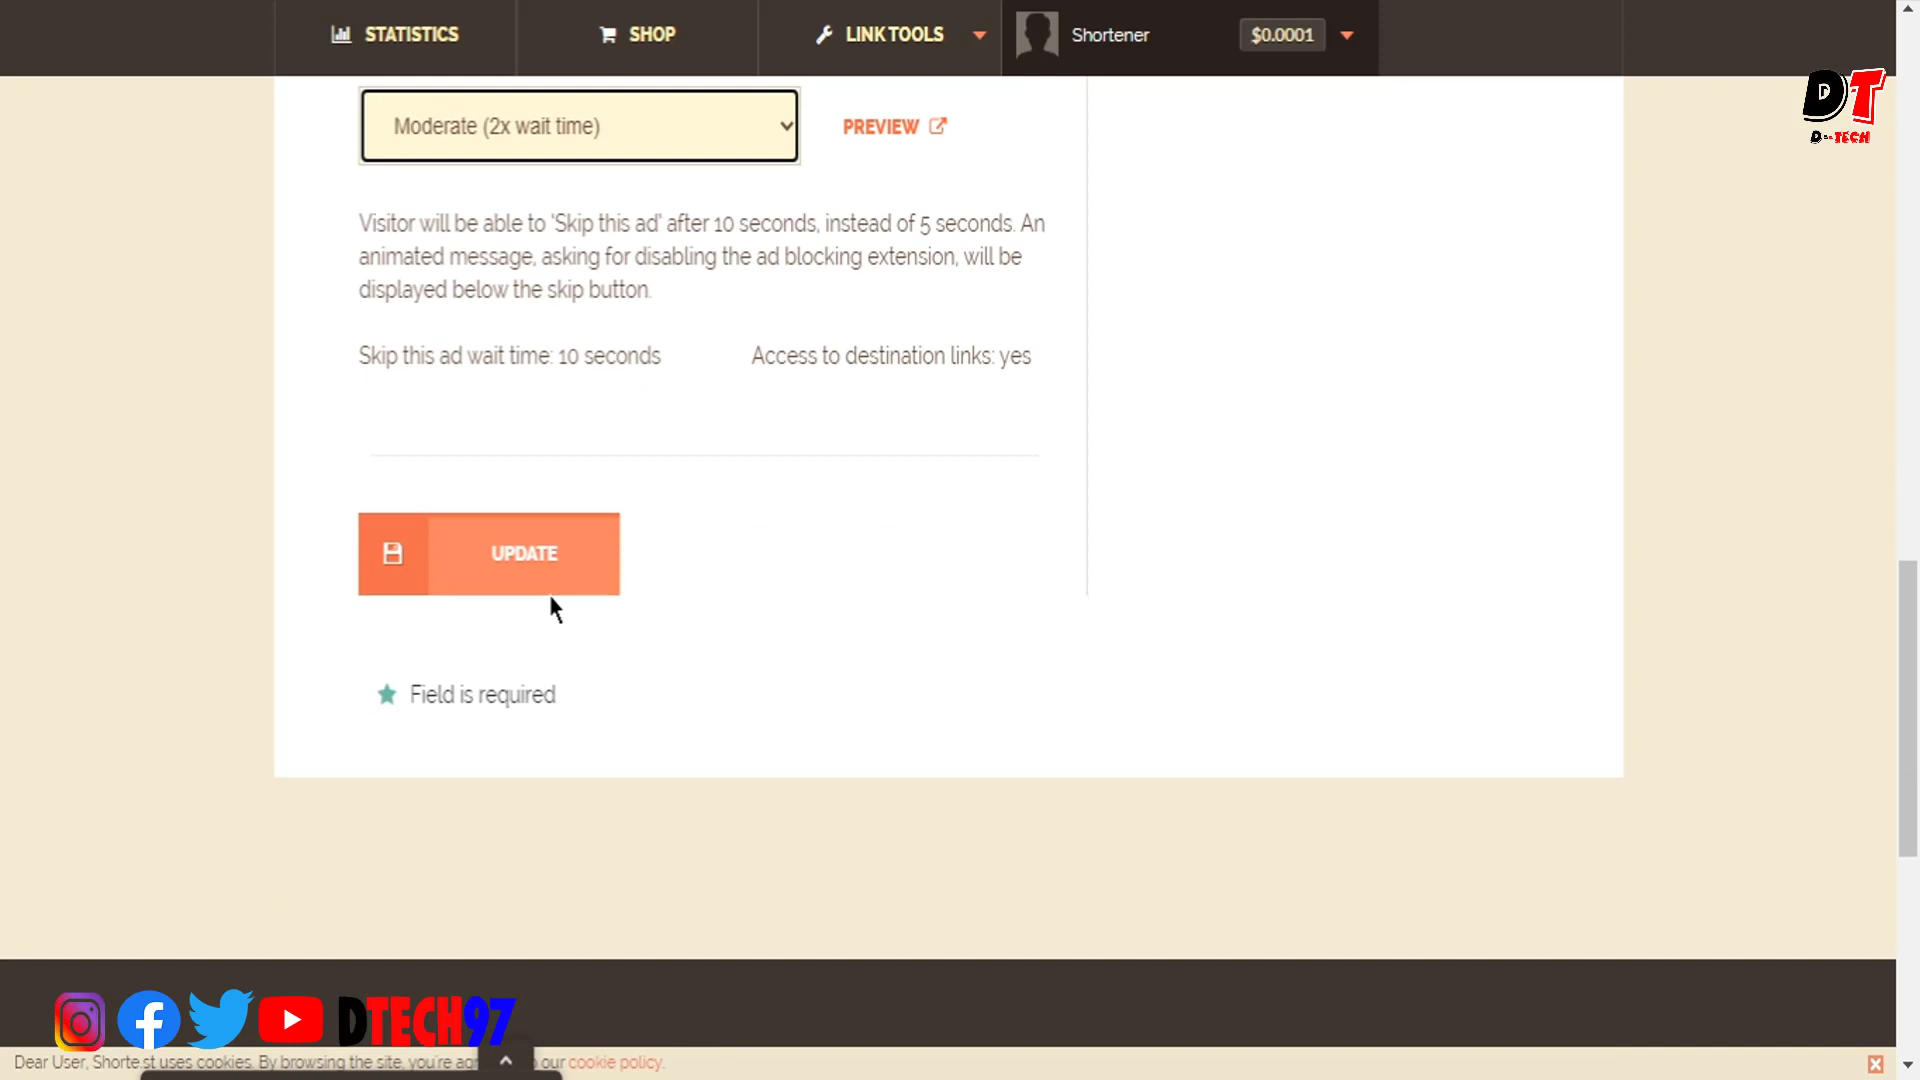 STATISTICS
SHOP
LINK TOOLS
Shortener
$0.0001
DT
D-TECH
Moderate (2x wait time)
PREVIEW
Visitor will be able to 'Skip this ad' after 10 seconds, instead of 5 seconds. An
animated message, asking for disabling the ad blocking extension, will be
displayed below the skip button.
Skip this ad wait time: 10 seconds
Access to destination links: yes
UPDATE
Field is required
DTECH97
Dear User, Shorte.st uses cookies. By browsing the site, you're our cookie policy.